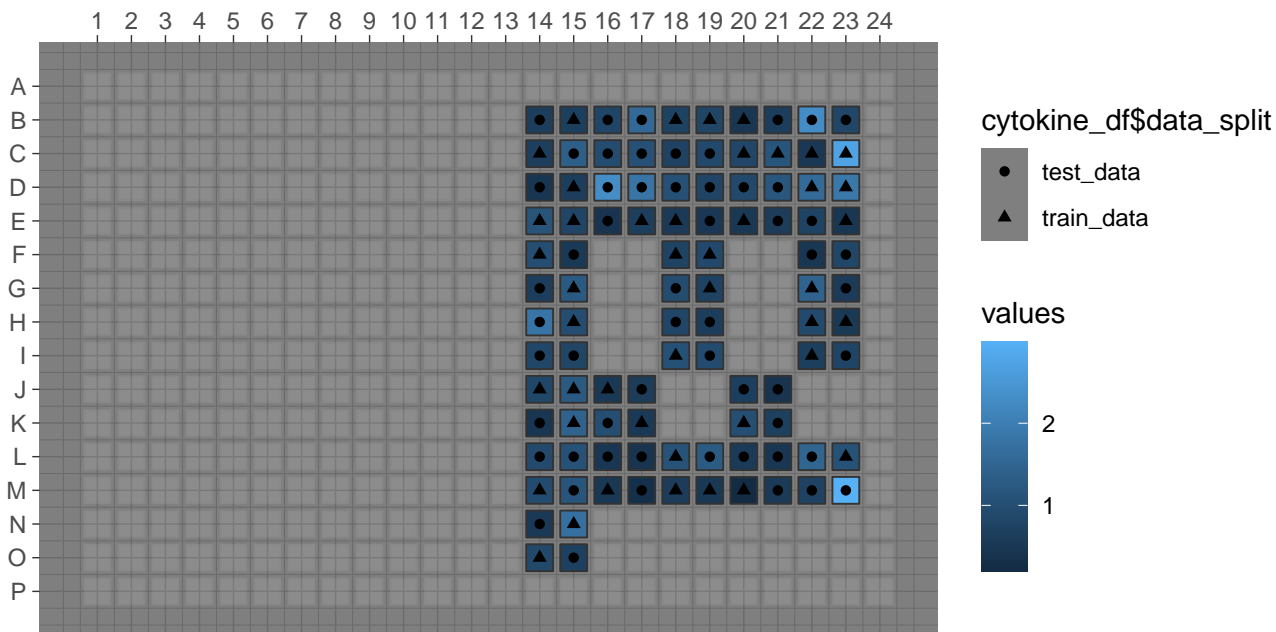 1 2 3 4 5 6 7 8 9 10 11 12 13 14 15 16 17 18 19 20 21 22 23 24
A
B
C
D
E
F
G
H
I
J
K
L
M
N
O
P
cytokine_df$data_split
test_data
train_data
values
2
1